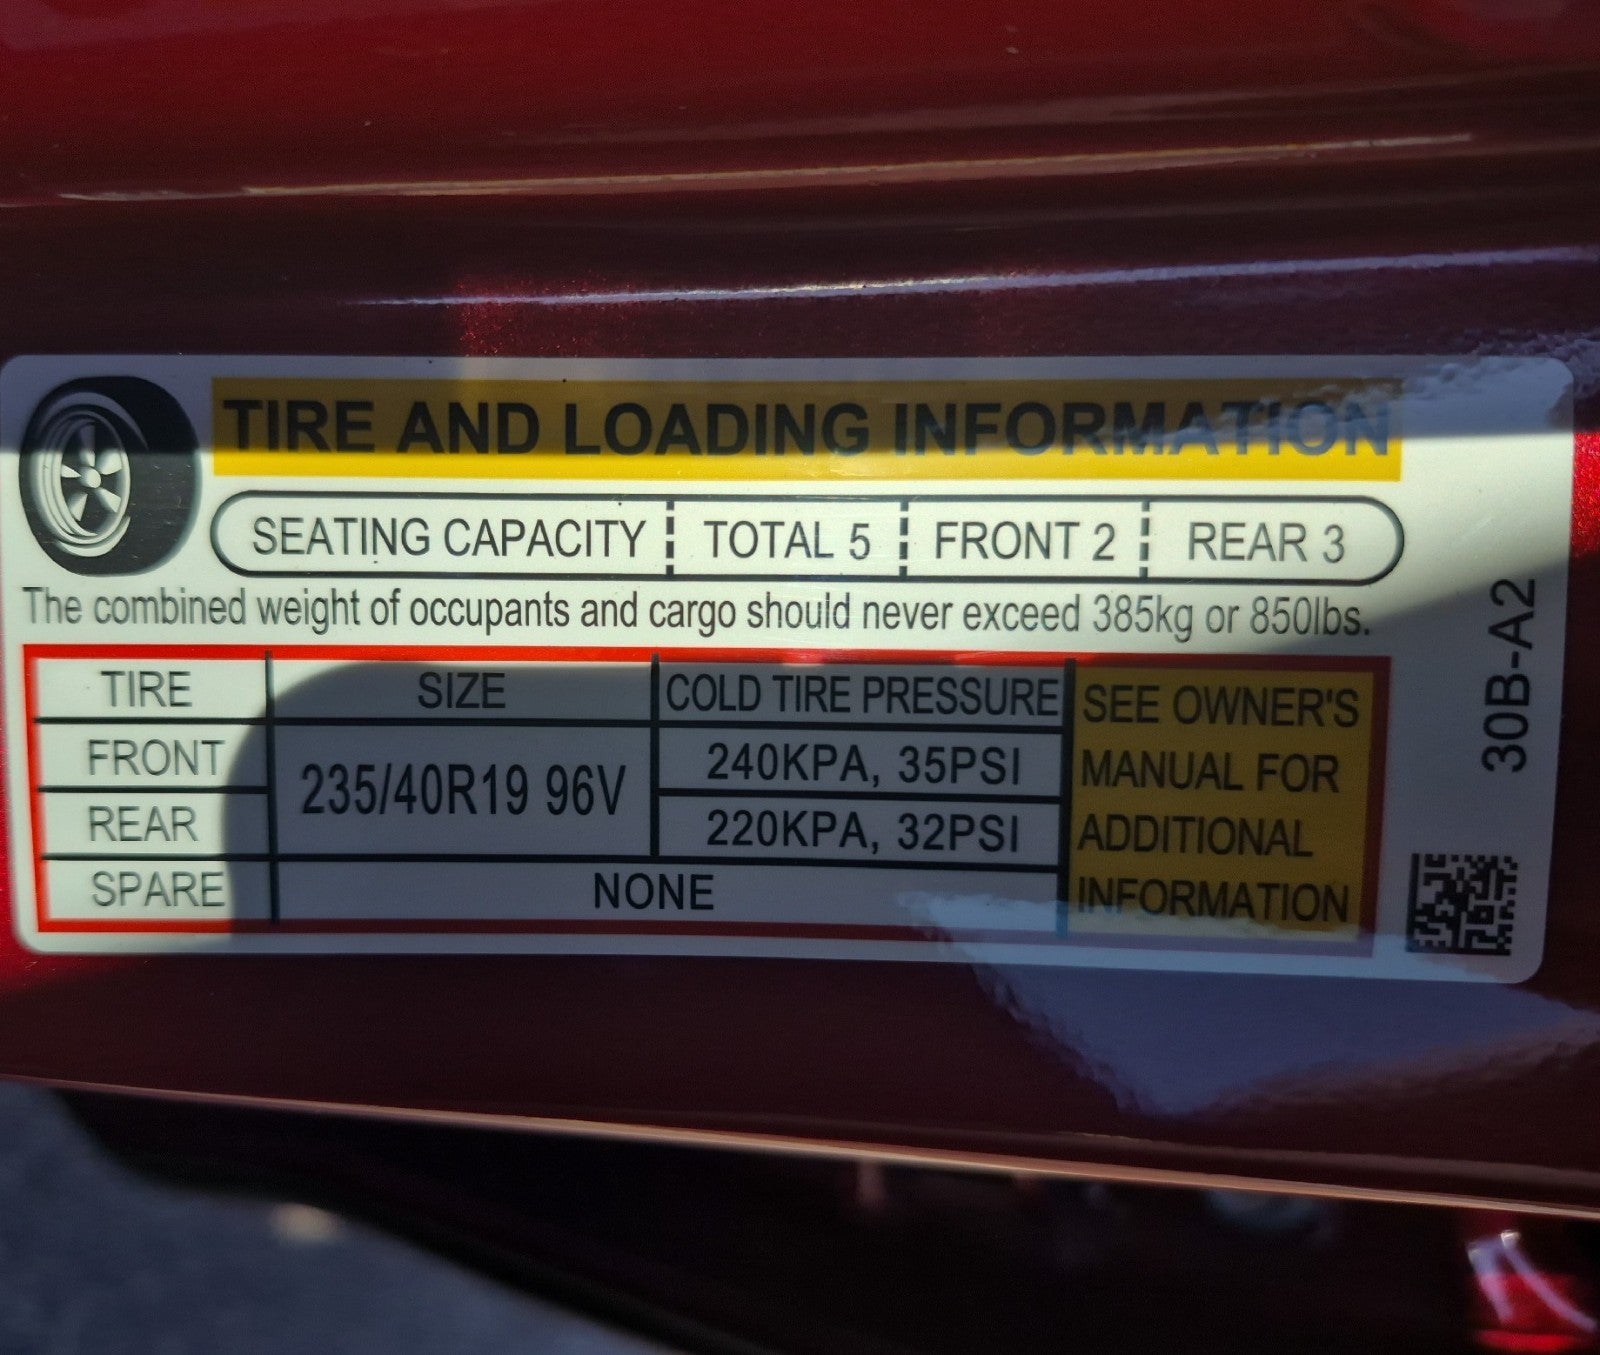 TIRE AND LOADING INFORMATION
SEATING CAPACITY TOTAL 5 FRONT 2 REAR 3
The combined weight of occupants and cargo should never exceed 385kg or 850lbs.
TIRE SIZE COLD TIRE PRESSURE
FRONT 235/40R19 96V 240KPA, 35PSI
REAR 220KPA, 32PSI
SPARE NONE
SEE OWNER'S
MANUAL FOR
ADDITIONAL
INFORMATION
30B-A2